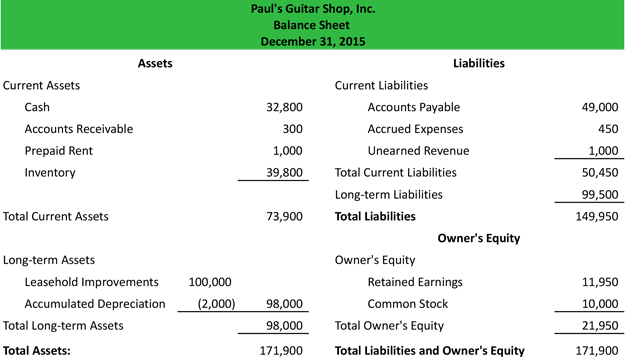 Paul's Guitar Shop, Inc.
Balance Sheet
December 31, 2015
Assets Liabilities
Current Assets Current Liabilities
Cash 32,800 Accounts Payable 49,000
Accounts Receivable 300 Accrued Expenses 450
Prepaid Rent 1,000 Unearned Revenue 1,000
Inventory 39,800 Total Current Liabilities 50,450
Long-term Liabilities 99,500
Total Current Assets 73,900 Total Liabilities 149,950
Owner's Equity
Long-term Assets Owner's Equity
Leasehold Improvements 100,000 Retained Earnings 11,950
Accumulated Depreciation (2,000) 98,000 Common Stock 10,000
Total Long-term Assets 98,000 Total Owner's Equity 21,950
Total Assets: 171,900 Total Liabilities and Owner's Equity 171,900